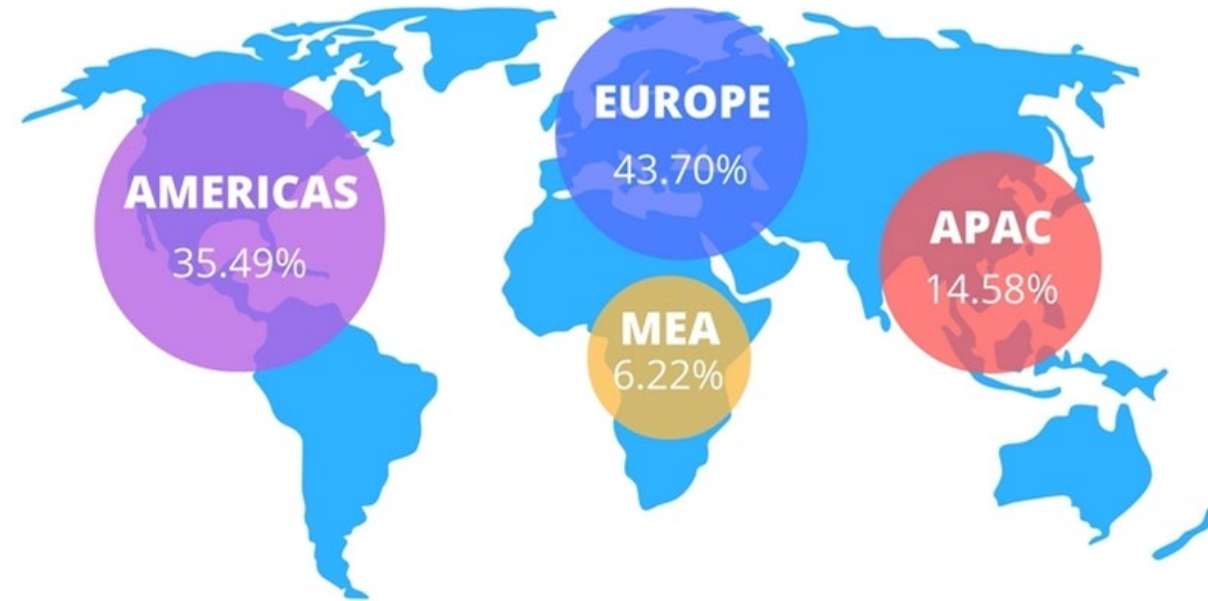 AMERICAS
35.49%
EUROPE
43.70%
MEA
6.22%
APAC
14.58%